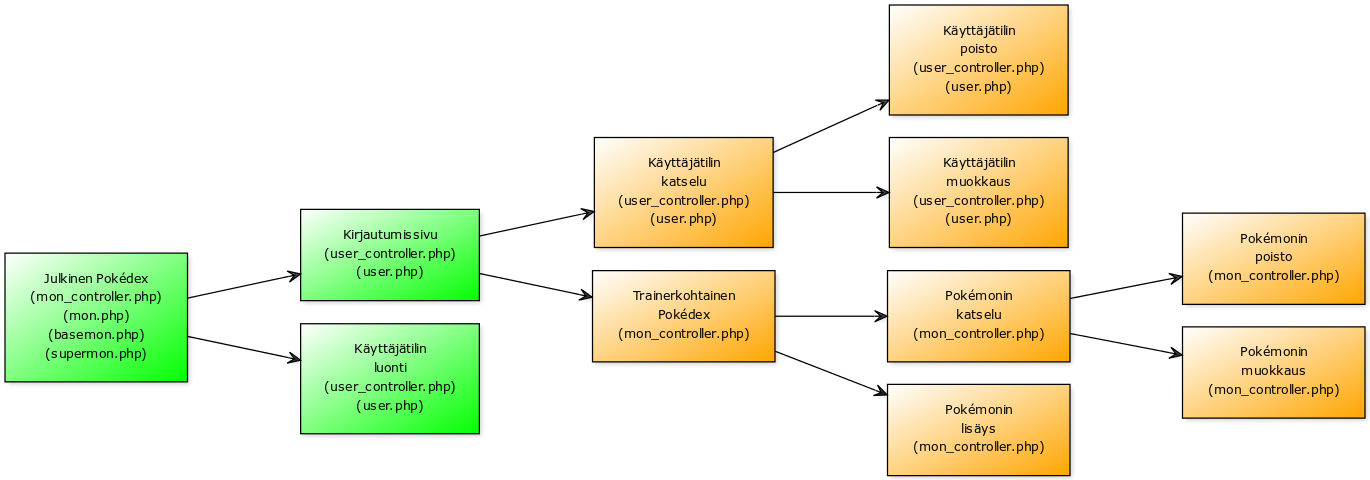 Julkinen Pokédex
(mon_controller.php)
(mon.php)
(basemon.php)
(supermon.php)
Kirjautumissivu
(user_controller.php)
(user.php)
Käyttäjätilin
luonti
(user_controller.php)
(user.php)
Käyttäjätilin
katselu
(user_controller.php)
(user.php)
Trainerkohtainen
Pokédex
(mon_controller.php)
Käyttäjätilin
poisto
(user_controller.php)
(user.php)
Käyttäjätilin
muokkaus
(user_controller.php)
(user.php)
Pokémonin
katselu
(mon_controller.php)
Pokémonin
lisäys
(mon_controller.php)
Pokémonin
poisto
(mon_controller.php)
Pokémonin
muokkaus
(mon_controller.php)